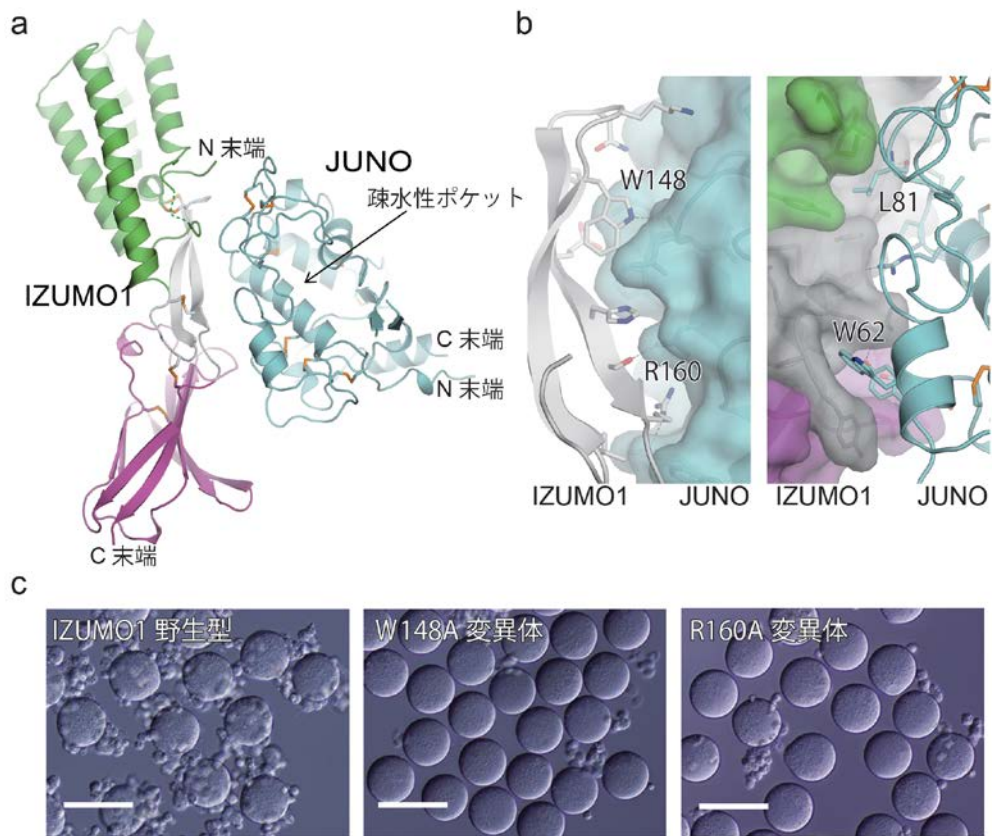 a
N 末端
JUNO
疎水性ポケット
IZUMO1
C 末端
N 末端
C 末端
b
W148
R160
IZUMO1
JUNO
L81
W62
IZUMO1
JUNO
c
IZUMO1 野生型
W148A 変異体
R160A 変異体